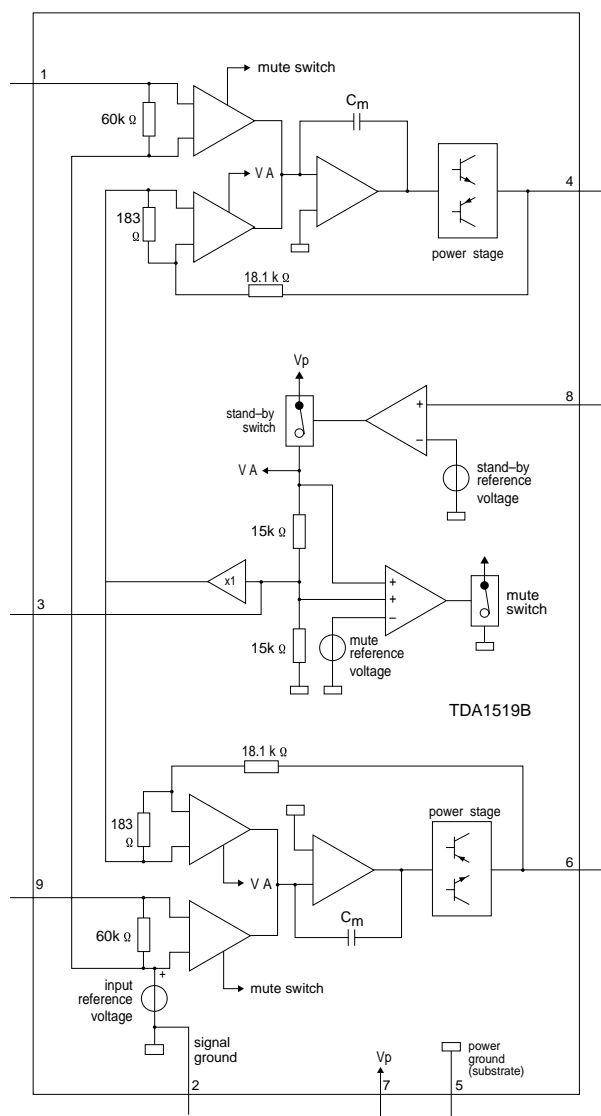 mute switch
1
60k Ω
C m
V A
183
Ω
4
power stage
18.1 k Ω
Vp
8
stand–by
switch
+
–
V A
stand–by
reference
voltage
15k Ω
x1
+
+
–
mute
switch
3
15k Ω
mute
reference
voltage
TDA1519B
18.1 k Ω
power stage
183
Ω
6
V A
9
C m
60k Ω
+
mute switch
input
reference
voltage
signal
ground
Vp
power
ground
(substrate)
2
7
5